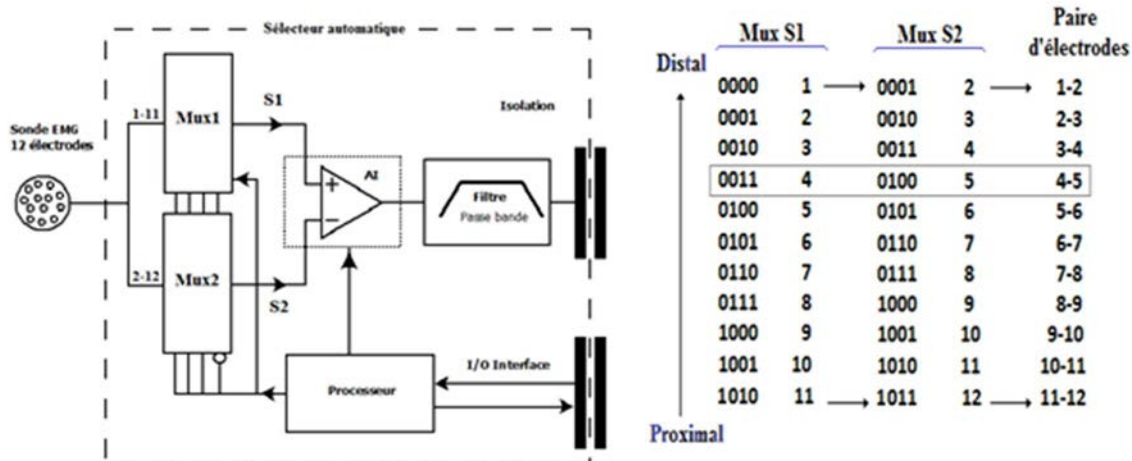 Sélecteur automatique
Sonde EMG
12 électrodes
1-11
Mux1
S1
2-12
Mux2
S2
AI
+
−
Filtre
Passe bande
Isolation
Processeur
I/O Interface
Mux S1 Mux S2 Paire
d'électrodes
Distal
0000 1 0001 2 1-2
0001 2 0010 3 2-3
0010 3 0011 4 3-4
0011 4 0100 5 4-5
0100 5 0101 6 5-6
0101 6 0110 7 6-7
0110 7 0111 8 7-8
0111 8 1000 9 8-9
1000 9 1001 10 9-10
1001 10 1010 11 10-11
1010 11 1011 12 11-12
Proximal